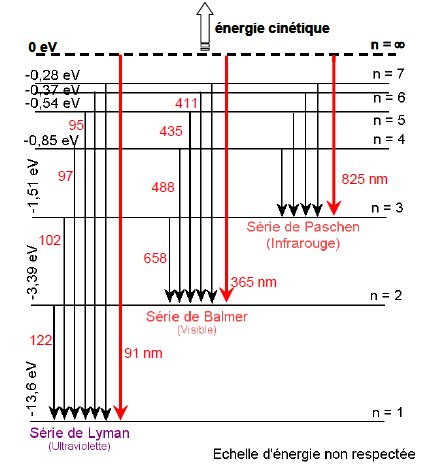 énergie cinétique
0 eV
n = ∞
-0,28 eV
n = 7
-0,37 eV
n = 6
-0,54 eV
411
n = 5
95
435
-0,85 eV
n = 4
97
488
825 nm
-1,51 eV
n = 3
102
658
Série de Paschen
(Infrarouge)
-3,39 eV
365 nm
n = 2
Série de Balmer
(Visible)
122
91 nm
-13,6 eV
n = 1
Série de Lyman
(Ultraviolette)
Echelle d'énergie non respectée